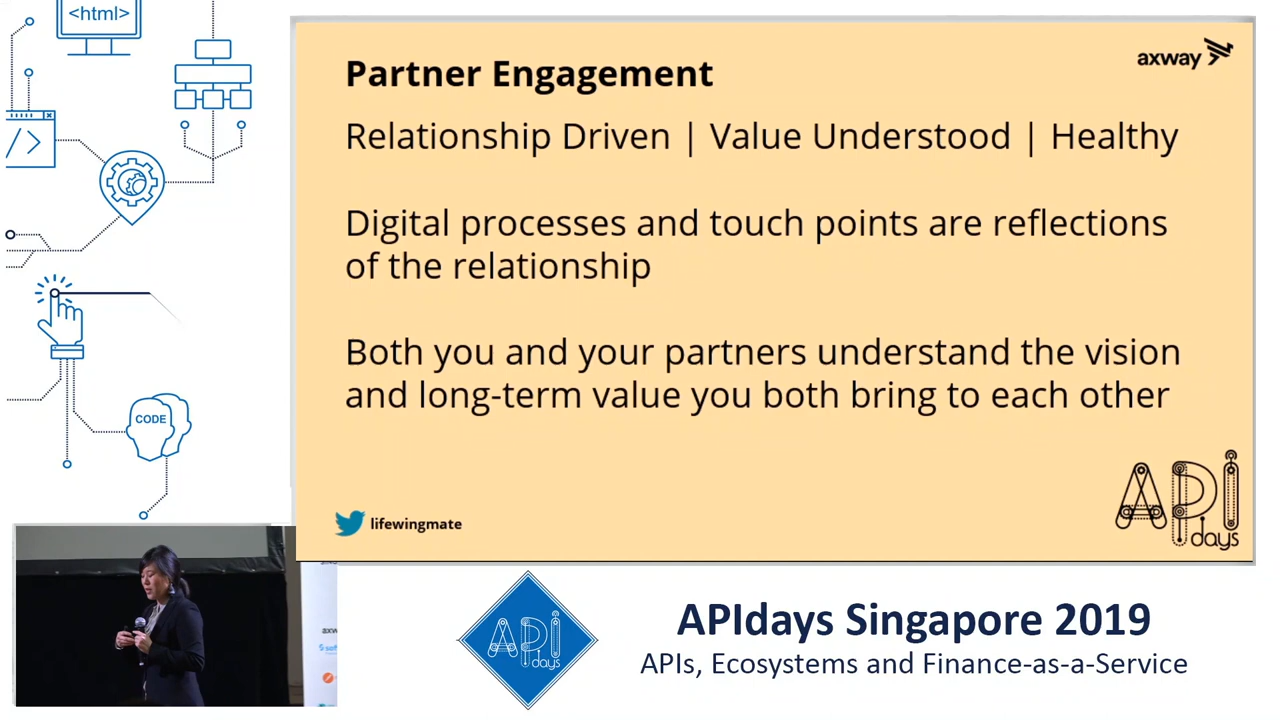 <html>
</>
CODE
axway
Partner Engagement
Relationship Driven | Value Understood | Healthy
Digital processes and touch points are reflections
of the relationship
Both you and your partners understand the vision
and long-term value you both bring to each other
lifewingmate
API
days
axway
API
days
APIdays Singapore 2019
APIs, Ecosystems and Finance-as-a-Service